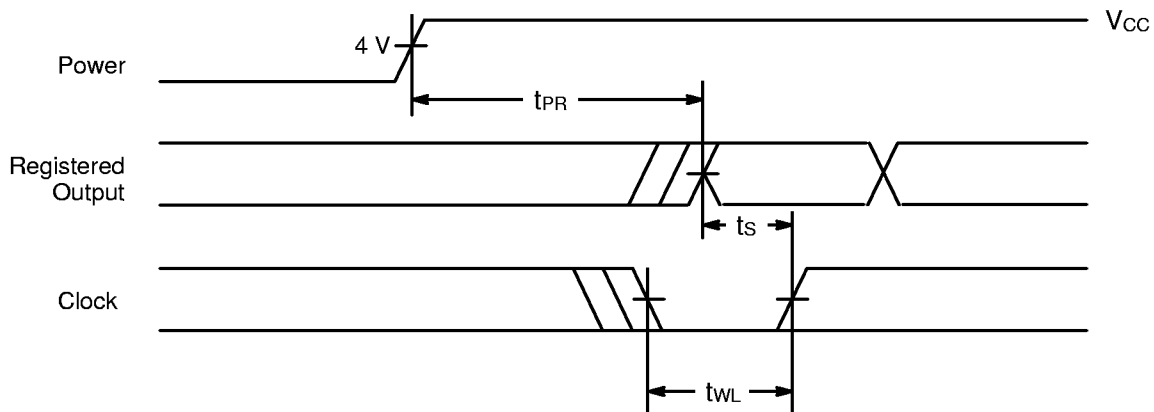 VCC
4 V
Power
tPR
Registered
Output
tS
Clock
tWL